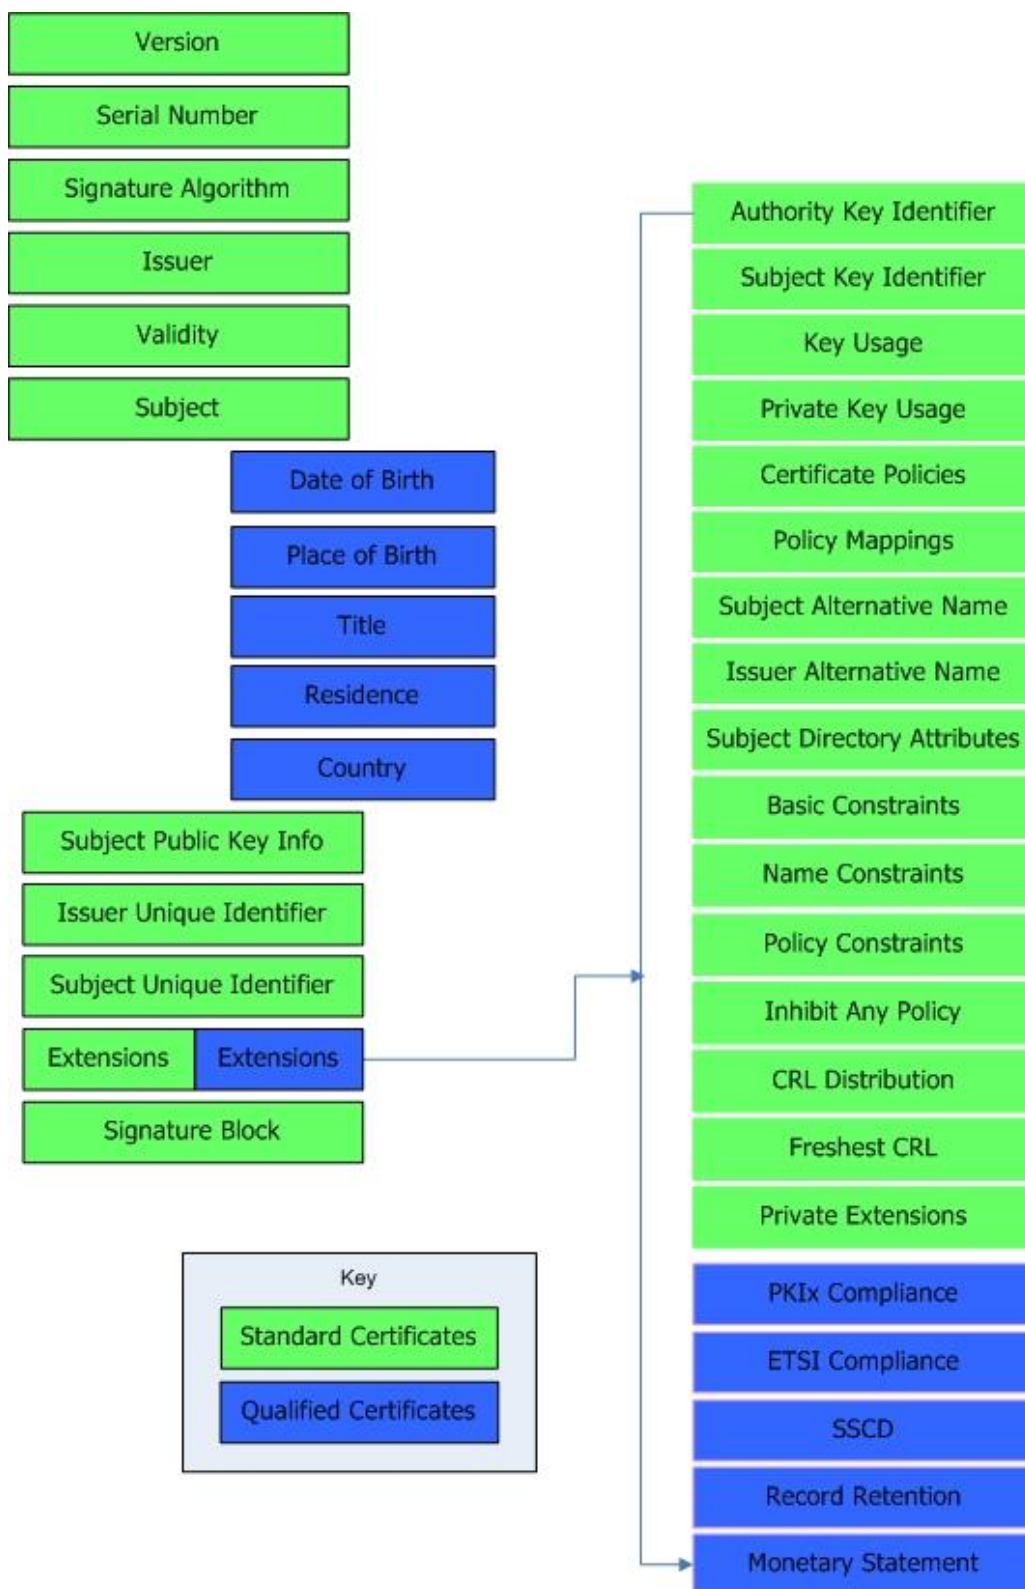 Version
Serial Number
Signature Algorithm
Issuer
Validity
Subject
Date of Birth
Place of Birth
Title
Residence
Country
Subject Public Key Info
Issuer Unique Identifier
Subject Unique Identifier
Extensions Extensions
Signature Block
Authority Key Identifier
Subject Key Identifier
Key Usage
Private Key Usage
Certificate Policies
Policy Mappings
Subject Alternative Name
Issuer Alternative Name
Subject Directory Attributes
Basic Constraints
Name Constraints
Policy Constraints
Inhibit Any Policy
CRL Distribution
Freshest CRL
Private Extensions
PKIx Compliance
ETSI Compliance
SSCD
Record Retention
Monetary Statement
Key
Standard Certificates
Qualified Certificates